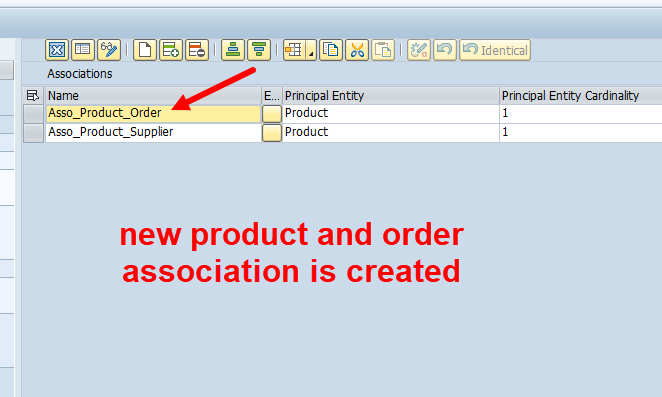 Identical
Associations
Name E... Principal Entity Principal Entity Cardinality
Asso_Product_Order Product 1
Asso_Product_Supplier Product 1
new product and order
association is created